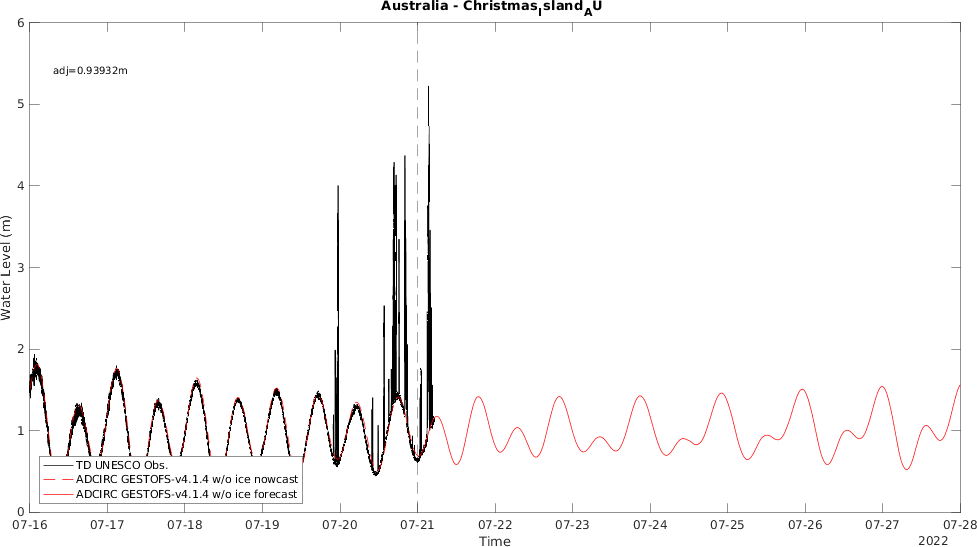 Australia - Christmas_Island_AU
adj=0.93932m
6
5
4
3
2
1
0
Water Level (m)
TD UNESCO Obs.
ADCIRC GESTOFS-v4.1.4 w/o ice nowcast
ADCIRC GESTOFS-v4.1.4 w/o ice forecast
07-16 07-17 07-18 07-19 07-20 07-21 07-22 07-23 07-24 07-25 07-26 07-27 07-28
Time
2022